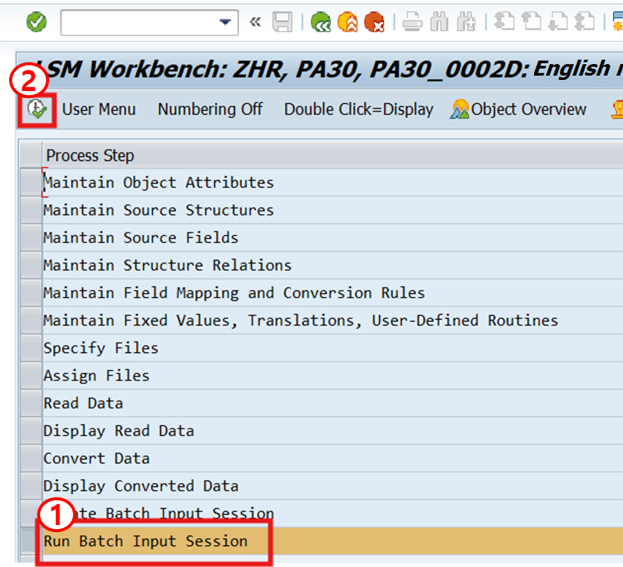 ②
LSM Workbench: ZHR, PA30, PA30_0002D: English
User Menu Numbering Off Double Click=Display Object Overview
Process Step
Maintain Object Attributes
Maintain Source Structures
Maintain Source Fields
Maintain Structure Relations
Maintain Field Mapping and Conversion Rules
Maintain Fixed Values, Translations, User-Defined Routines
Specify Files
Assign Files
Read Data
Display Read Data
Convert Data
Display Converted Data
①
Batch Input Session
Run Batch Input Session